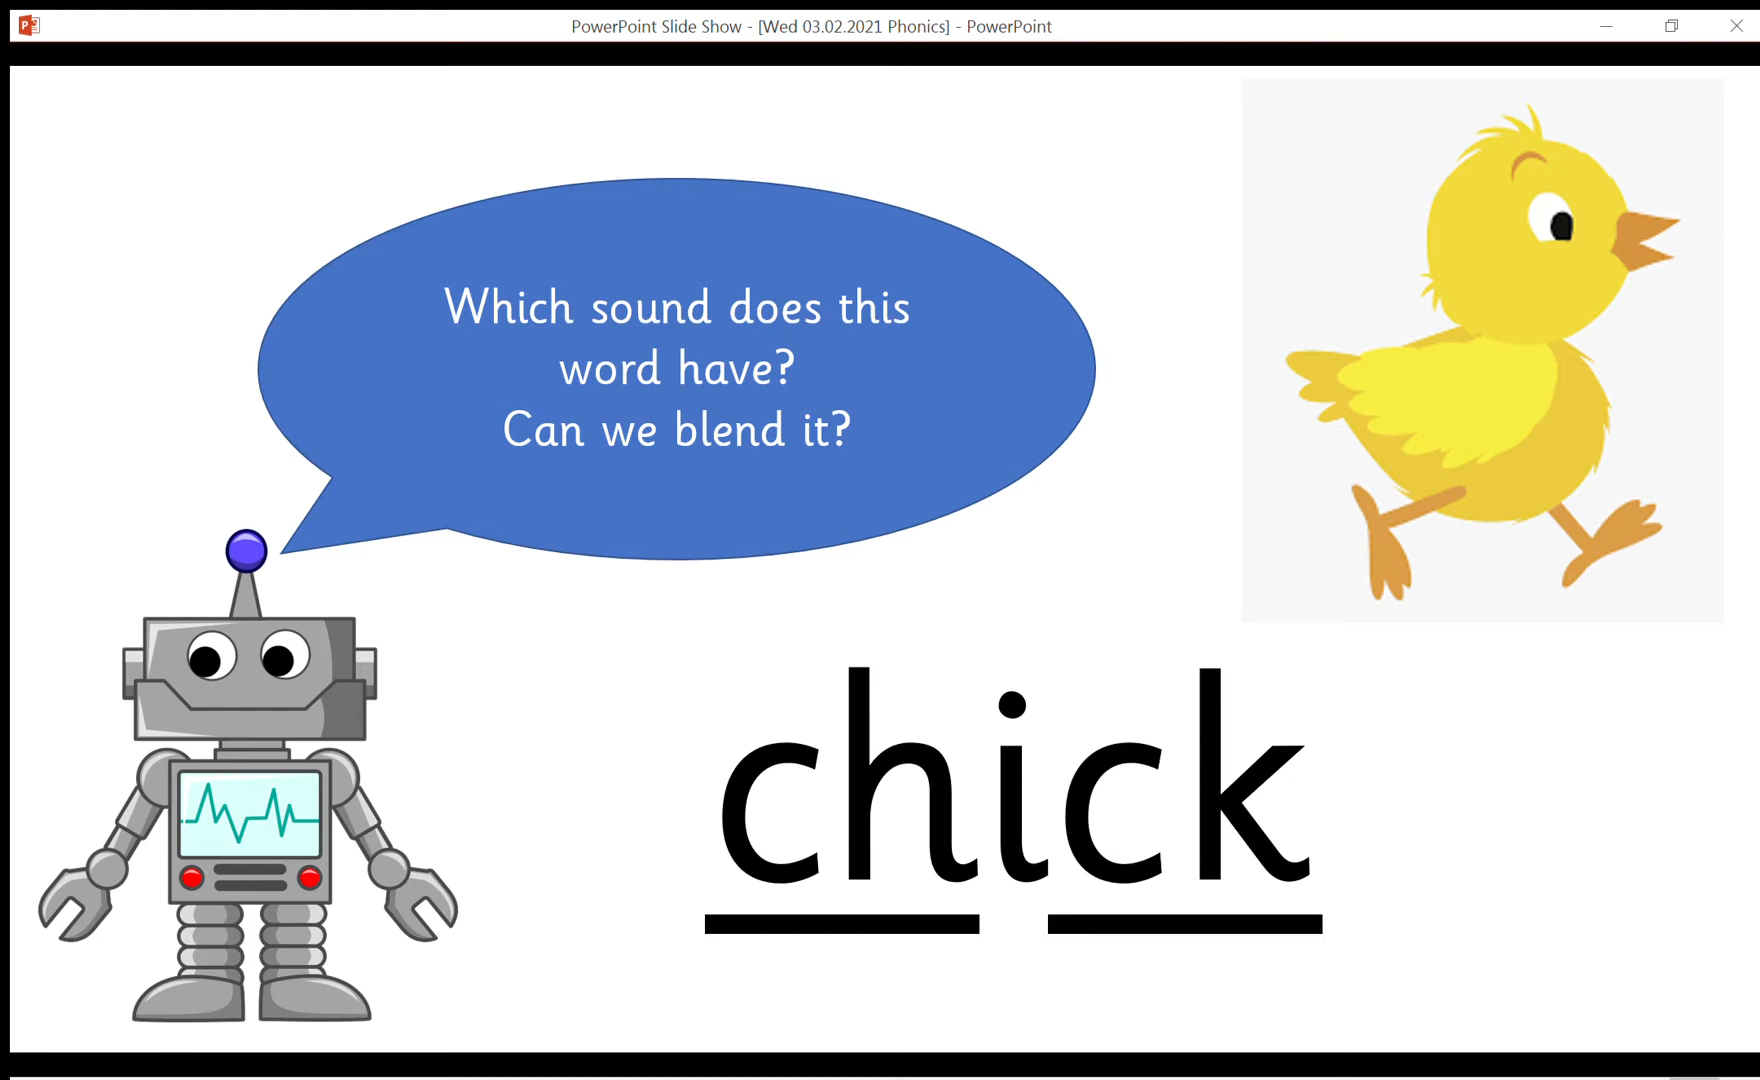 PowerPoint Slide Show - [Wed 03.02.2021 Phonics] - PowerPoint
Which sound does this
word have?
Can we blend it?
chick